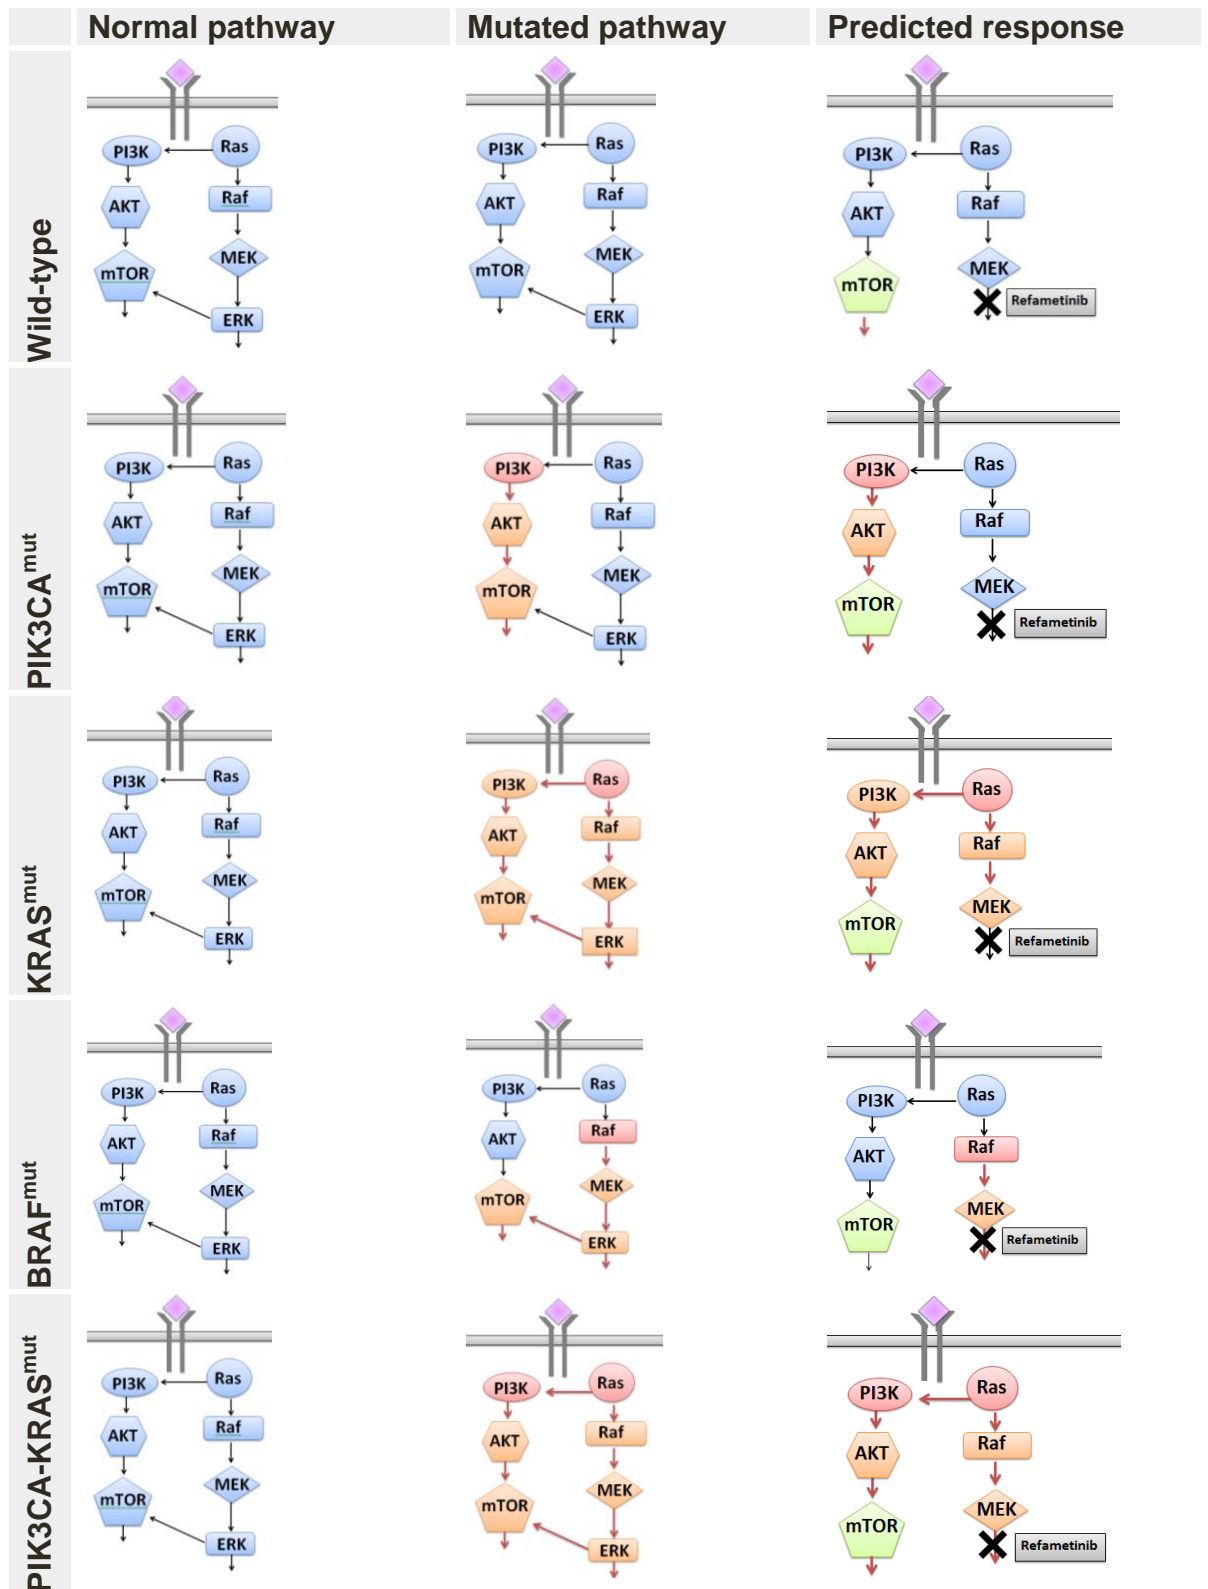 Normal pathway
Mutated pathway
Predicted response
Wild-type
PI3K
Ras
AKT
Raf
mTOR
MEK
ERK
PI3K
Ras
AKT
Raf
mTOR
MEK
ERK
PI3K
Ras
AKT
Raf
mTOR
MEK
Refametinib
PIK3CAmut
PI3K
Ras
AKT
Raf
mTOR
MEK
ERK
PI3K
Ras
AKT
Raf
mTOR
MEK
ERK
PI3K
Ras
AKT
Raf
mTOR
MEK
Refametinib
KRASmut
PI3K
Ras
AKT
Raf
mTOR
MEK
ERK
PI3K
Ras
AKT
Raf
mTOR
MEK
ERK
PI3K
Ras
AKT
Raf
mTOR
MEK
Refametinib
BRAFmut
PI3K
Ras
AKT
Raf
mTOR
MEK
ERK
PI3K
Ras
AKT
Raf
mTOR
MEK
ERK
PI3K
Ras
AKT
Raf
mTOR
MEK
Refametinib
PIK3CA-KRASmut
PI3K
Ras
AKT
Raf
mTOR
MEK
ERK
PI3K
Ras
AKT
Raf
mTOR
MEK
ERK
PI3K
Ras
AKT
Raf
mTOR
MEK
Refametinib